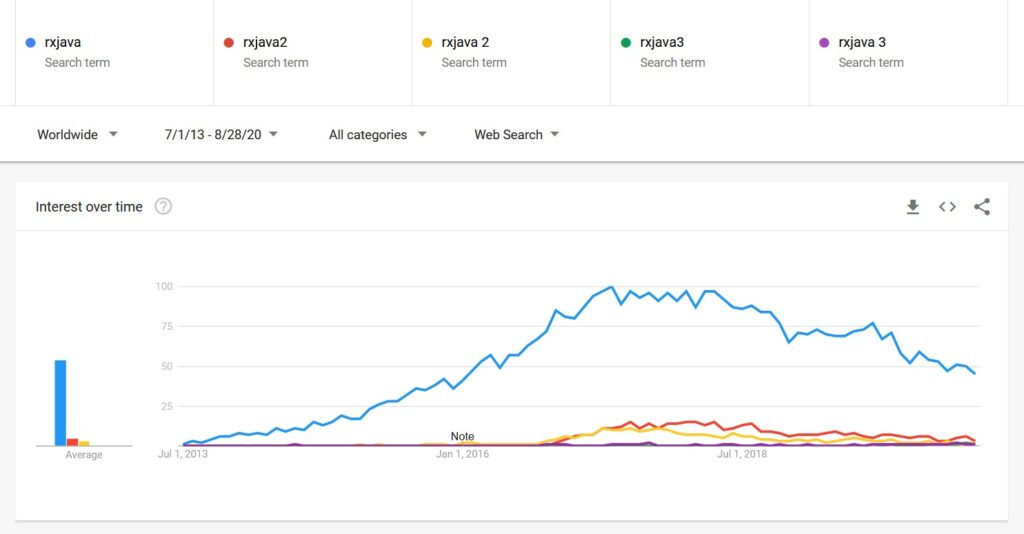 rxjava
Search term
rxjava2
Search term
rxjava 2
Search term
rxjava3
Search term
rxjava 3
Search term
Worldwide
7/1/13 - 8/28/20
All categories
Web Search
Interest over time
?
<>
100
75
50
25
Note
Average
Jul 1, 2013
Jan 1, 2016
Jul 1, 2018